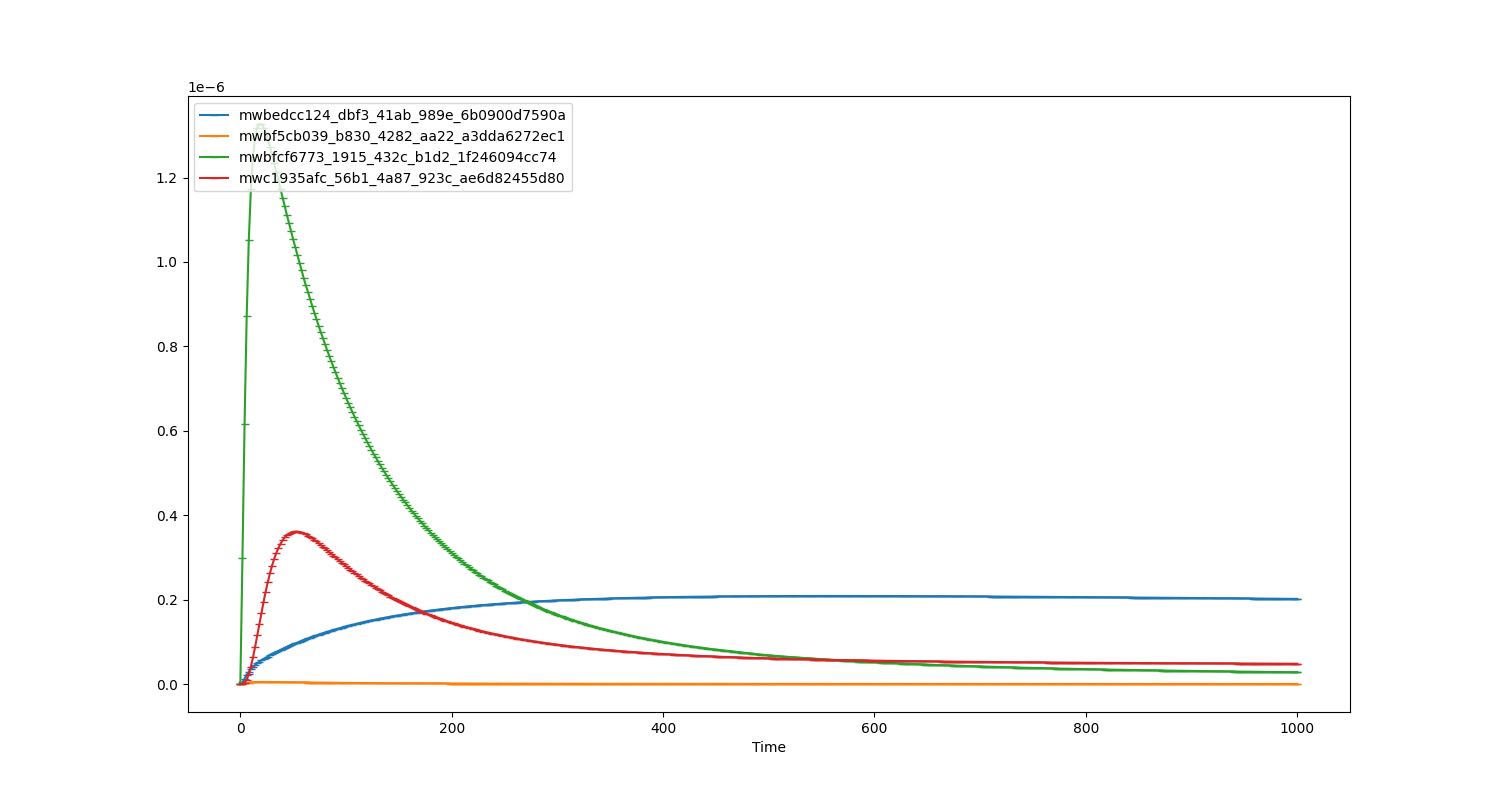 1e−6
mwbedcc124_dbf3_41ab_989e_6b0900d7590a
mwbf5cb039_b830_4282_aa22_a3dda6272ec1
mwbfcf6773_1915_432c_b1d2_1f246094cc74
mwc1935afc_56b1_4a87_923c_ae6d82455d80
1.2
1.0
0.8
0.6
0.4
0.2
0.0
0 200 400 600 800 1000
Time